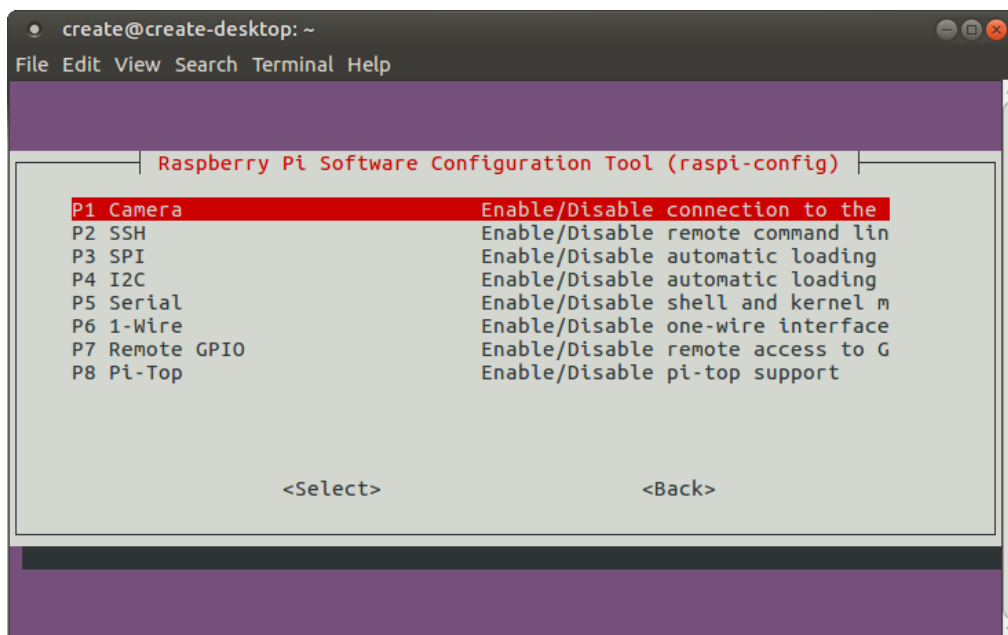 create@create-desktop: ~
File Edit View Search Terminal Help
Raspberry Pi Software Configuration Tool (raspi-config)
P1 Camera Enable/Disable connection to the
P2 SSH Enable/Disable remote command lin
P3 SPI Enable/Disable automatic loading
P4 I2C Enable/Disable automatic loading
P5 Serial Enable/Disable shell and kernel m
P6 1-Wire Enable/Disable one-wire interface
P7 Remote GPIO Enable/Disable remote access to G
P8 Pi-Top Enable/Disable pi-top support
<Select> <Back>